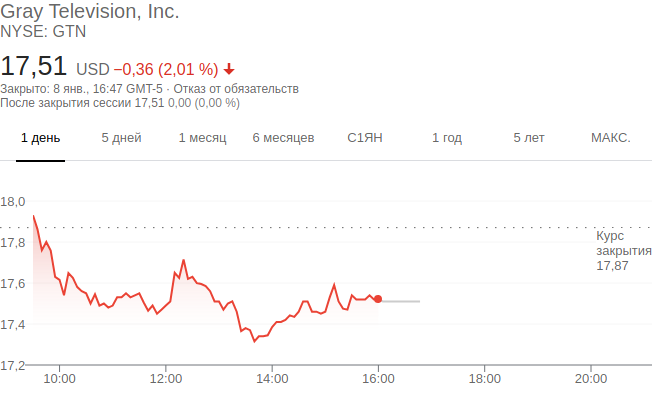 Gray Television, Inc.
NYSE: GTN
17,51 USD −0,36 (2,01 %)
Закрыто: 8 янв., 16:47 GMT-5 · Отказ от обязательств
После закрытия сессии 17,51 0,00 (0,00 %)
1 день 5 дней 1 месяц 6 месяцев С1ЯН 1 год 5 лет МАКС.
18,0
17,8
17,6
17,4
17,2
Курс
закрытия
17,87
10:00 12:00 14:00 16:00 18:00 20:00